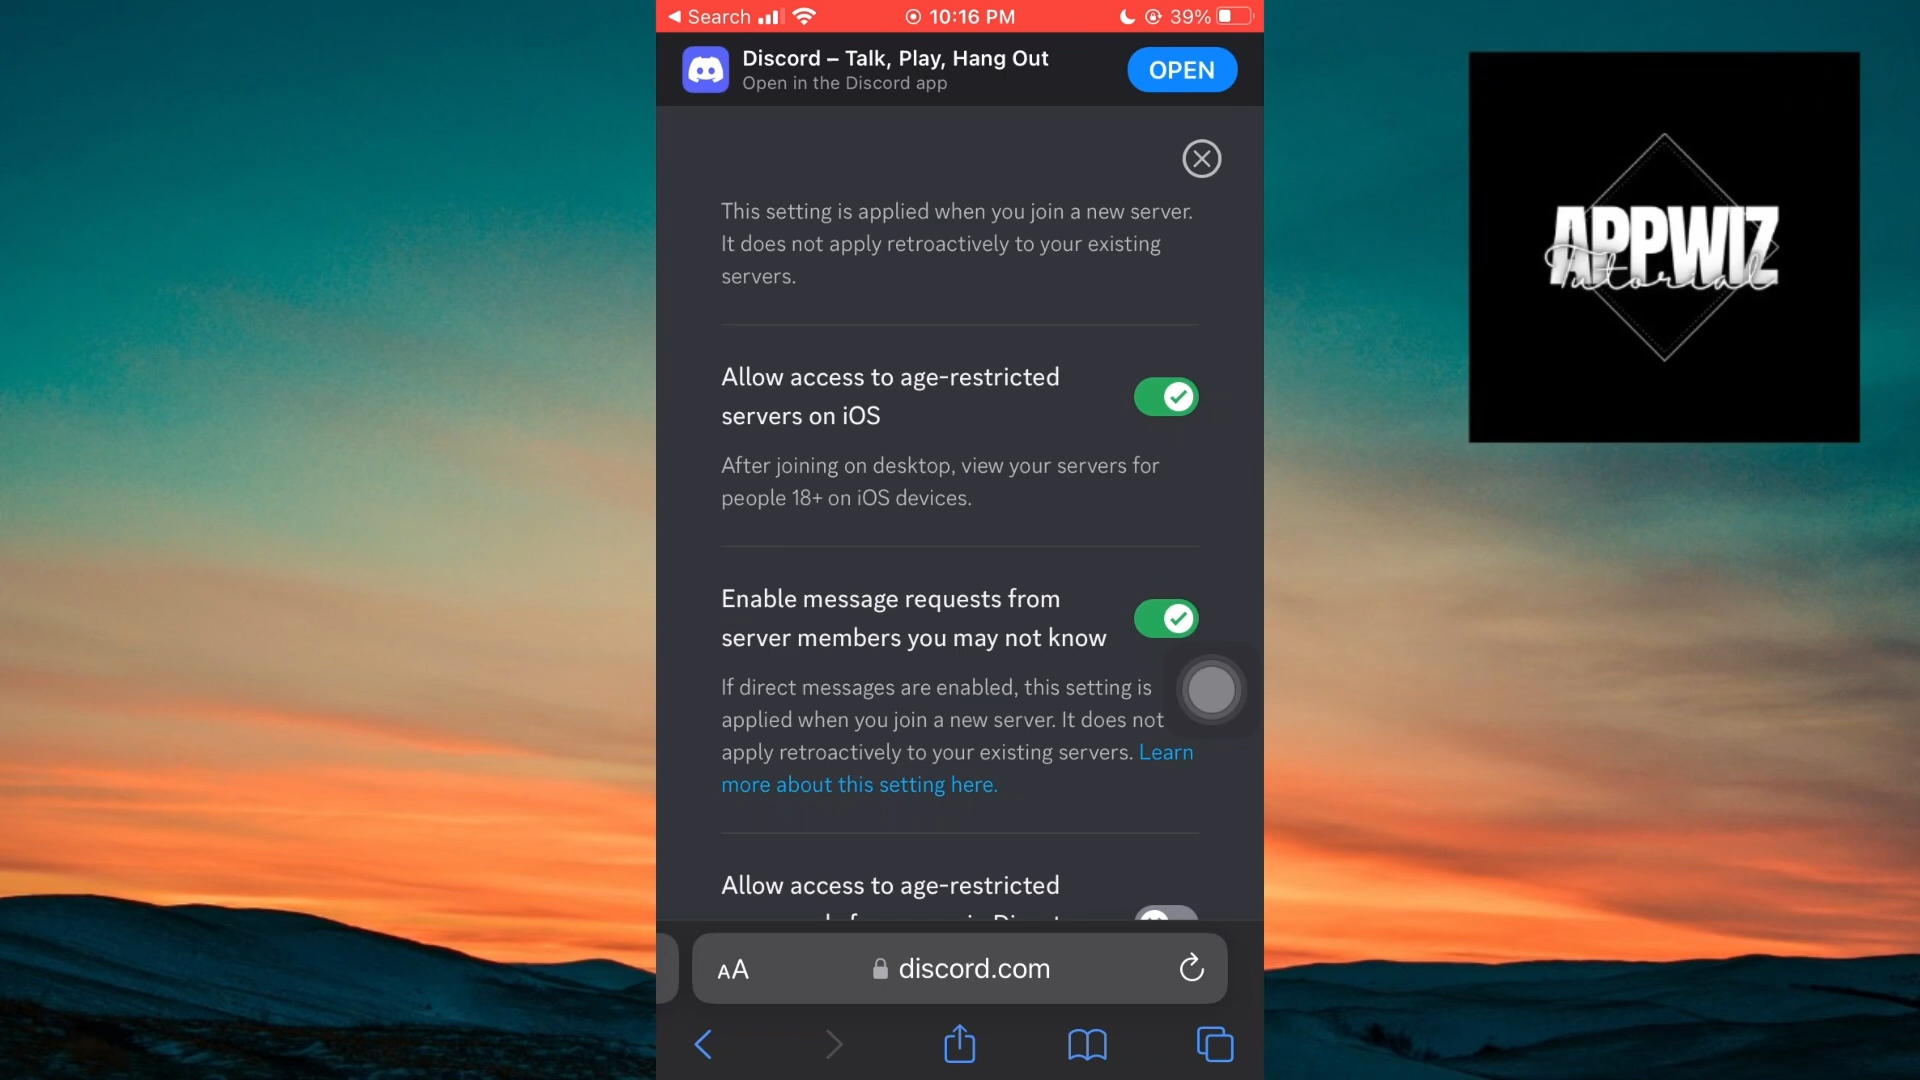 Search
10:16 PM
39%
Discord – Talk, Play, Hang Out
Open in the Discord app
OPEN
This setting is applied when you join a new server.
It does not apply retroactively to your existing
servers.
Allow access to age-restricted
servers on iOS
After joining on desktop, view your servers for
people 18+ on iOS devices.
Enable message requests from
server members you may not know
If direct messages are enabled, this setting is
applied when you join a new server. It does not
apply retroactively to your existing servers. Learn
more about this setting here.
Allow access to age-restricted
AA
discord.com
APPWIZ
Tutorial